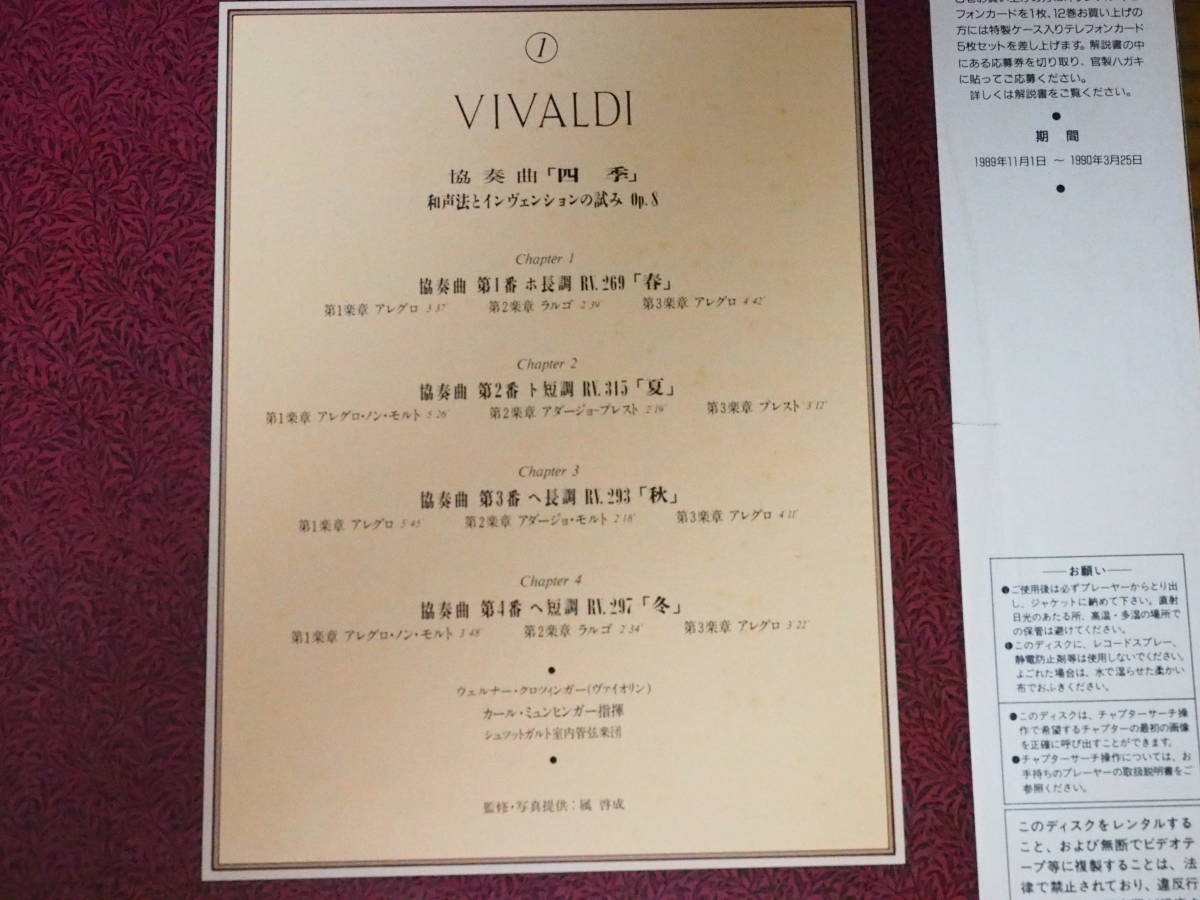 ①
VIVALDI
協奏曲「四 季」
和声法とインヴェンションの試み Op. 8
Chapter 1
協奏曲 第1番 ホ長調 RV. 269「春」
第1楽章 アレグロ 3'37" 第2楽章 ラルゴ 2'39" 第3楽章 アレグロ 4'42"
Chapter 2
協奏曲 第2番 ト短調 RV. 315「夏」
第1楽章 アレグロ・ノン・モルト 5'26" 第2楽章 アダージョ-プレスト 2'19" 第3楽章 プレスト 3'12"
Chapter 3
協奏曲 第3番 ヘ長調 RV. 293「秋」
第1楽章 アレグロ 5'45" 第2楽章 アダージョ・モルト 2'18" 第3楽章 アレグロ 4'11"
Chapter 4
協奏曲 第4番 ヘ短調 RV. 297「冬」
第1楽章 アレグロ・ノン・モルト 3'48" 第2楽章 ラルゴ 2'34" 第3楽章 アレグロ 3'22"
●
ウェルナー・クロツィンガー(ヴァイオリン)
カール・ミュンヒンガー指揮
シュツットガルト室内管弦楽団
●
監修・写真提供：属 啓成
フォンカードを1枚、12巻お買い上げの
方には特製ケース入りテレフォンカード
5枚セットを差し上げます。解説書の中
にある応募券を切り取り、官製ハガキ
に貼ってご応募ください。
詳しくは解説書をご覧ください。
●
期 間
1989年11月1日 〜 1990年3月25日
●
お願い
●ご使用後は必ずプレーヤーからとり出
し、ジャケットに納めて下さい。直射
日光のあたる所、高温・多湿の場所で
の保管は避けてください。
●このディスクに、レコードスプレー、
静電防止剤等は使用しないでください。
よごれた場合は、水で湿らせた柔かい
布でおふきください。
●このディスクは、チャプターサーチ操
作で希望するチャプターの最初の画像
を正確に呼び出すことができます。
●チャプターサーチ操作については、お
手持ちのプレーヤーの取扱説明書をご
参照ください。
このディスクをレンタルする
こと、および無断でビデオテ
ープ等に複製することは、法
律で禁止されており、違反行